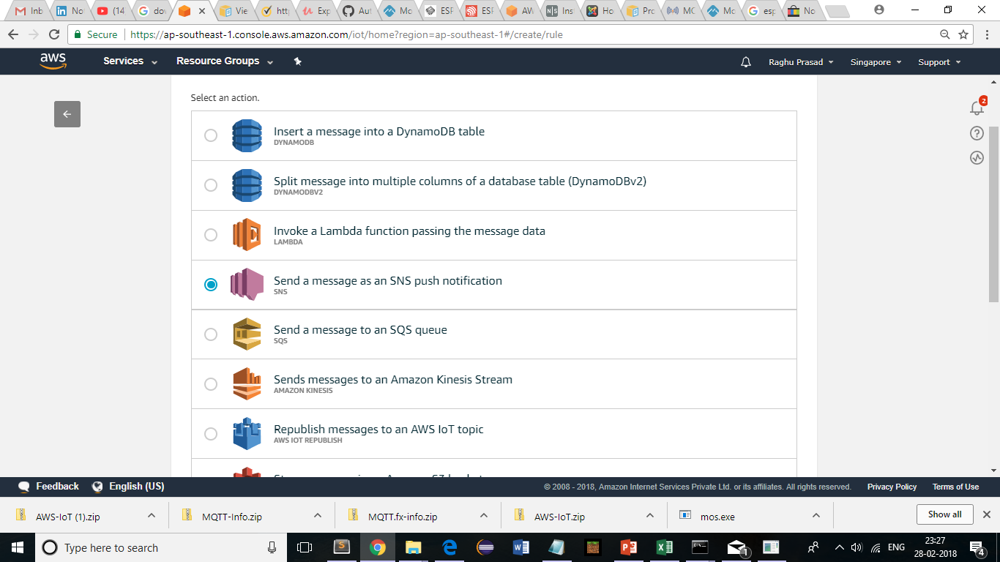 Inb
No
(14
do
Vie
http
Exp
Aut
Mo
ESP
ESP
AW
Ins
Ho
Pro
MC
Mo
esp
No
Secure
https://ap-southeast-1.console.aws.amazon.com/iot/home?region=ap-southeast-1#/create/rule
aws
Services
Resource Groups
Raghu Prasad
Singapore
Support
Select an action.
2
Insert a message into a DynamoDB table
DYNAMODB
Split message into multiple columns of a database table (DynamoDBv2)
DYNAMODBV2
Invoke a Lambda function passing the message data
LAMBDA
Send a message as an SNS push notification
SNS
Send a message to an SQS queue
SQS
Sends messages to an Amazon Kinesis Stream
AMAZON KINESIS
Republish messages to an AWS IoT topic
AWS IOT REPUBLISH
Feedback
English (US)
© 2008 - 2018, Amazon Internet Services Private Ltd. or its affiliates. All rights reserved.
Privacy Policy
Terms of Use
AWS-IoT (1).zip
MQTT-Info.zip
MQTT.fx-info.zip
AWS-IoT.zip
mos.exe
Show all
Type here to search
1
ENG
23:27
28-02-2018
4